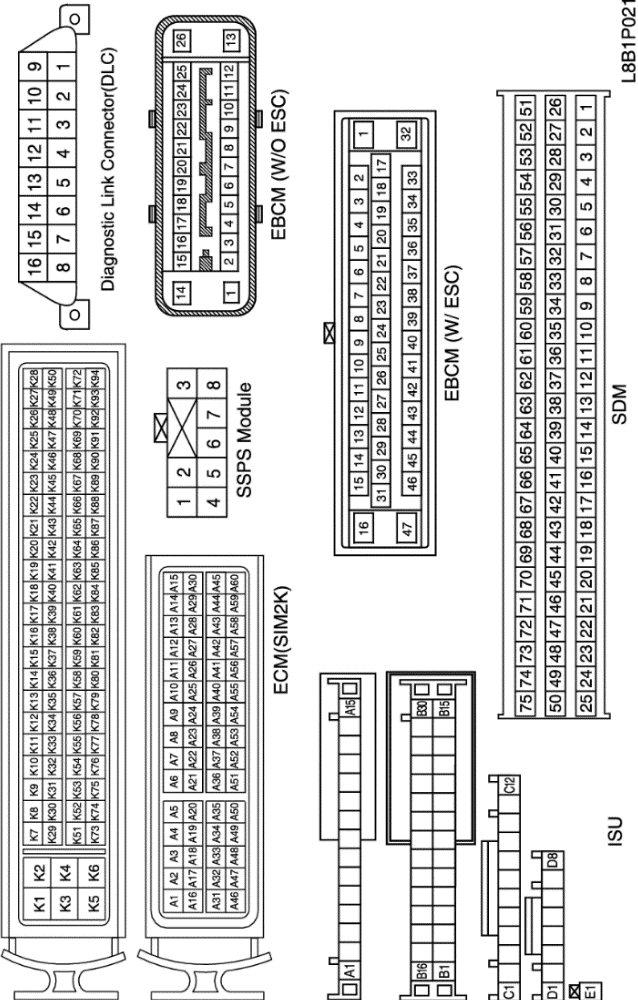 K1 K2 K7 K8 K9 K10 K11 K12 K13 K14 K15 K16 K17 K18 K19 K20 K21 K22 K23 K24 K25 K26 K27 K28
K29 K30 K31 K32 K33 K34 K35 K36 K37 K38 K39 K40 K41 K42 K43 K44 K45 K46 K47 K48 K49 K50
K3 K4
K51 K52 K53 K54 K55 K56 K57 K58 K59 K60 K61 K62 K63 K64 K65 K66 K67 K68 K69 K70 K71 K72
K5 K6 K73 K74 K75 K76 K77 K78 K79 K80 K81 K82 K83 K84 K85 K86 K87 K88 K89 K90 K91 K92 K93 K94
16 15 14 13 12 11 10 9
8 7 6 5 4 3 2 1
Diagnostic Link Connector(DLC)
A1 A2 A3 A4 A5 A6 A7 A8 A9 A10 A11 A12 A13 A14 A15
A16 A17 A18 A19 A20 A21 A22 A23 A24 A25 A26 A27 A28 A29 A30
A31 A32 A33 A34 A35 A36 A37 A38 A39 A40 A41 A42 A43 A44 A45
A46 A47 A48 A49 A50 A51 A52 A53 A54 A55 A56 A57 A58 A59 A60
ECM(SIM2K)
1 2 3
4 5 6 7 8
SSPS Module
14 15 16 17 18 19 20 21 22 23 24 25 26
1 2 3 4 5 6 7 8 9 10 11 12 13
EBCM (W/O ESC)
16 15 14 13 12 11 10 9 8 7 6 5 4 3 2 1
31 30 29 28 27 26 25 24 23 22 21 20 19 18 17
47 46 45 44 43 42 41 40 39 38 37 36 35 34 33 32
EBCM (W/ ESC)
A1 A15
B16 B30
B1 B15
C1 C12
D1 D8
E1
ISU
75 74 73 72 71 70 69 68 67 66 65 64 63 62 61 60 59 58 57 56 55 54 53 52 51
50 49 48 47 46 45 44 43 42 41 40 39 38 37 36 35 34 33 32 31 30 29 28 27 26
25 24 23 22 21 20 19 18 17 16 15 14 13 12 11 10 9 8 7 6 5 4 3 2 1
SDM
L8B1P021